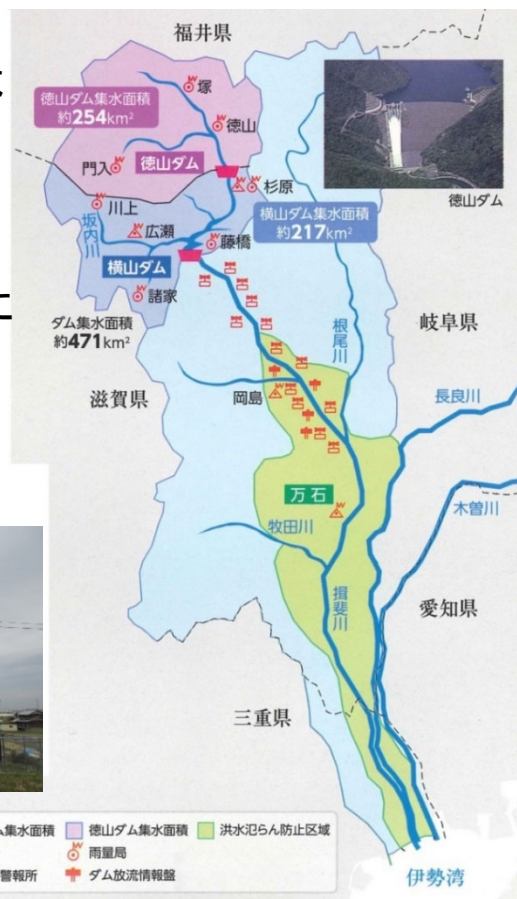 福井県
塚
徳山ダム集水面積
約254km²
徳山
門入
徳山ダム
杉原
徳山ダム
川上
横山ダム集水面積
約217km²
坂内川
広瀬
藤橋
横山ダム
諸家
ダム集水面積
約471km²
根尾川
岐阜県
滋賀県
岡島
長良川
万石
木曽川
牧田川
揖斐川
愛知県
三重県
ム集水面積
徳山ダム集水面積
洪水氾らん防止区域
雨量局
警報所
ダム放流情報盤
伊勢湾